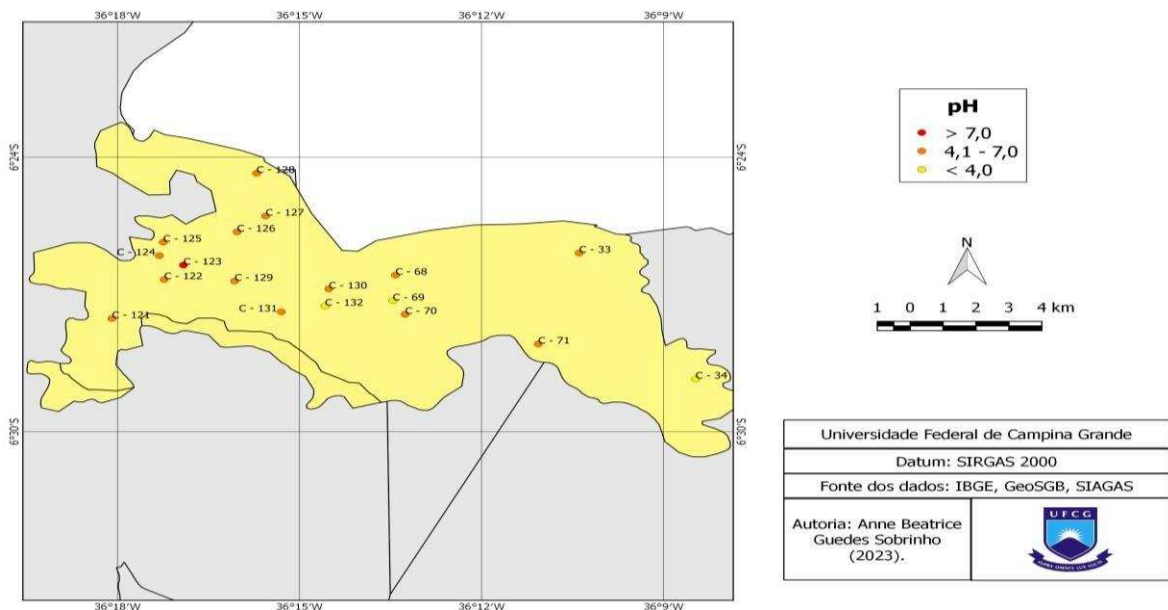 36°18'W 36°15'W 36°12'W 36°9'W
6°24'S 6°24'S
C - 128
C - 127
C - 126
C - 125
C - 124
C - 123
C - 122
C - 129
C - 121
C - 131
C - 130
C - 132
C - 68
C - 69
C - 70
C - 33
C - 71
C - 34
6°30'S 6°30'S
36°18'W 36°15'W 36°12'W 36°9'W
pH
> 7,0
4,1 - 7,0
< 4,0
N
1 0 1 2 3 4 km
Universidade Federal de Campina Grande
Datum: SIRGAS 2000
Fonte dos dados: IBGE, GeoSGB, SIAGAS
Autoria: Anne Beatrice
Guedes Sobrinho
(2023).
UFCG